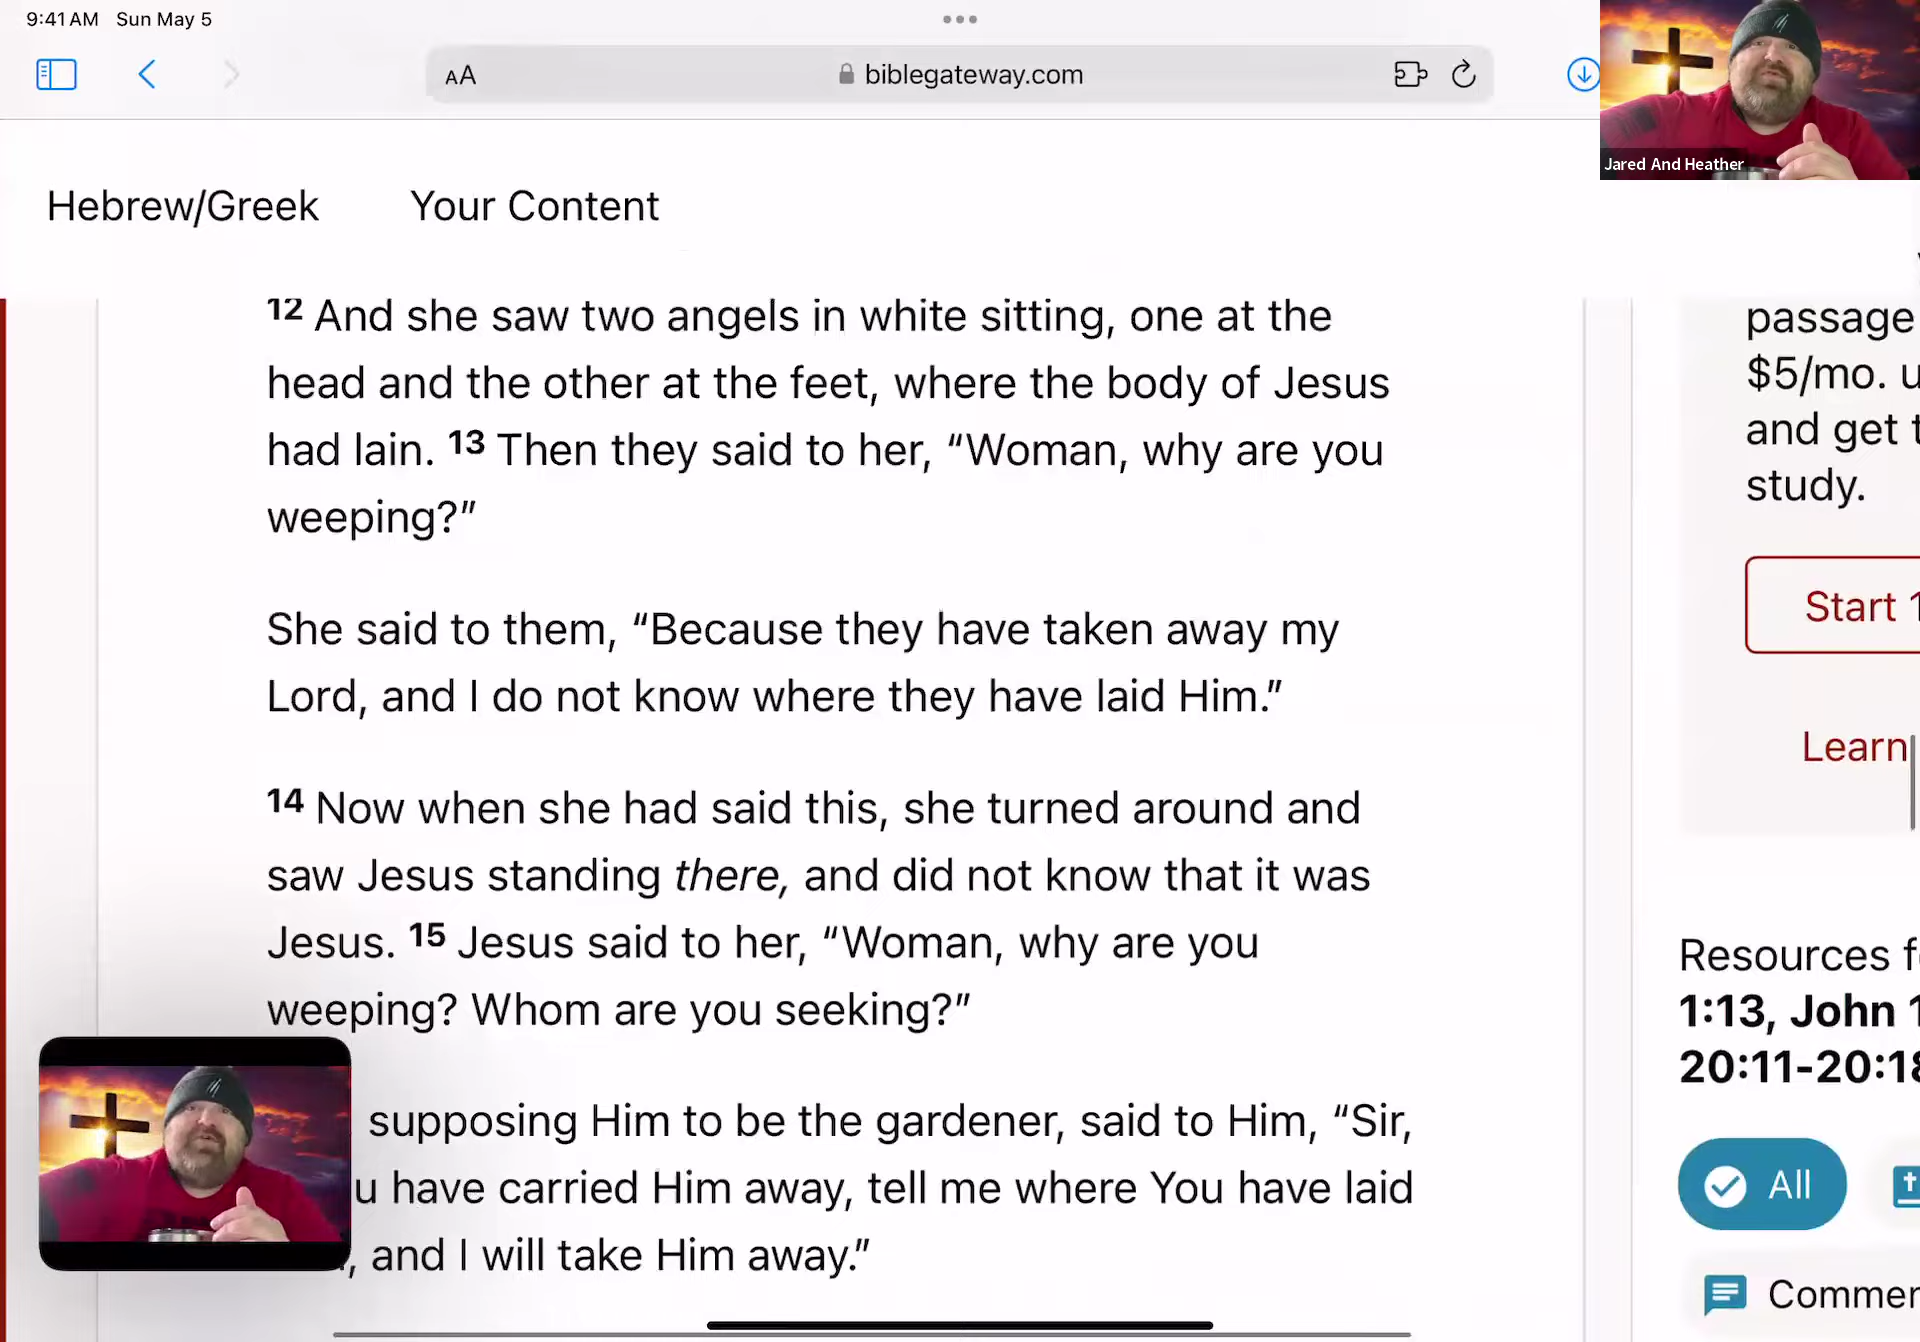 9:41 AM Sun May 5
AA
biblegateway.com
Jared And Heather
Hebrew/Greek Your Content
12 And she saw two angels in white sitting, one at the
head and the other at the feet, where the body of Jesus
had lain. 13 Then they said to her, “Woman, why are you
weeping?”
She said to them, “Because they have taken away my
Lord, and I do not know where they have laid Him.”
14 Now when she had said this, she turned around and
saw Jesus standing there, and did not know that it was
Jesus. 15 Jesus said to her, “Woman, why are you
weeping? Whom are you seeking?”
supposing Him to be the gardener, said to Him, “Sir,
have carried Him away, tell me where You have laid
, and I will take Him away.”
passage
$5/mo.
and get
study.
Start
Learn
Resources
1:13, John
20:11-20:18
All